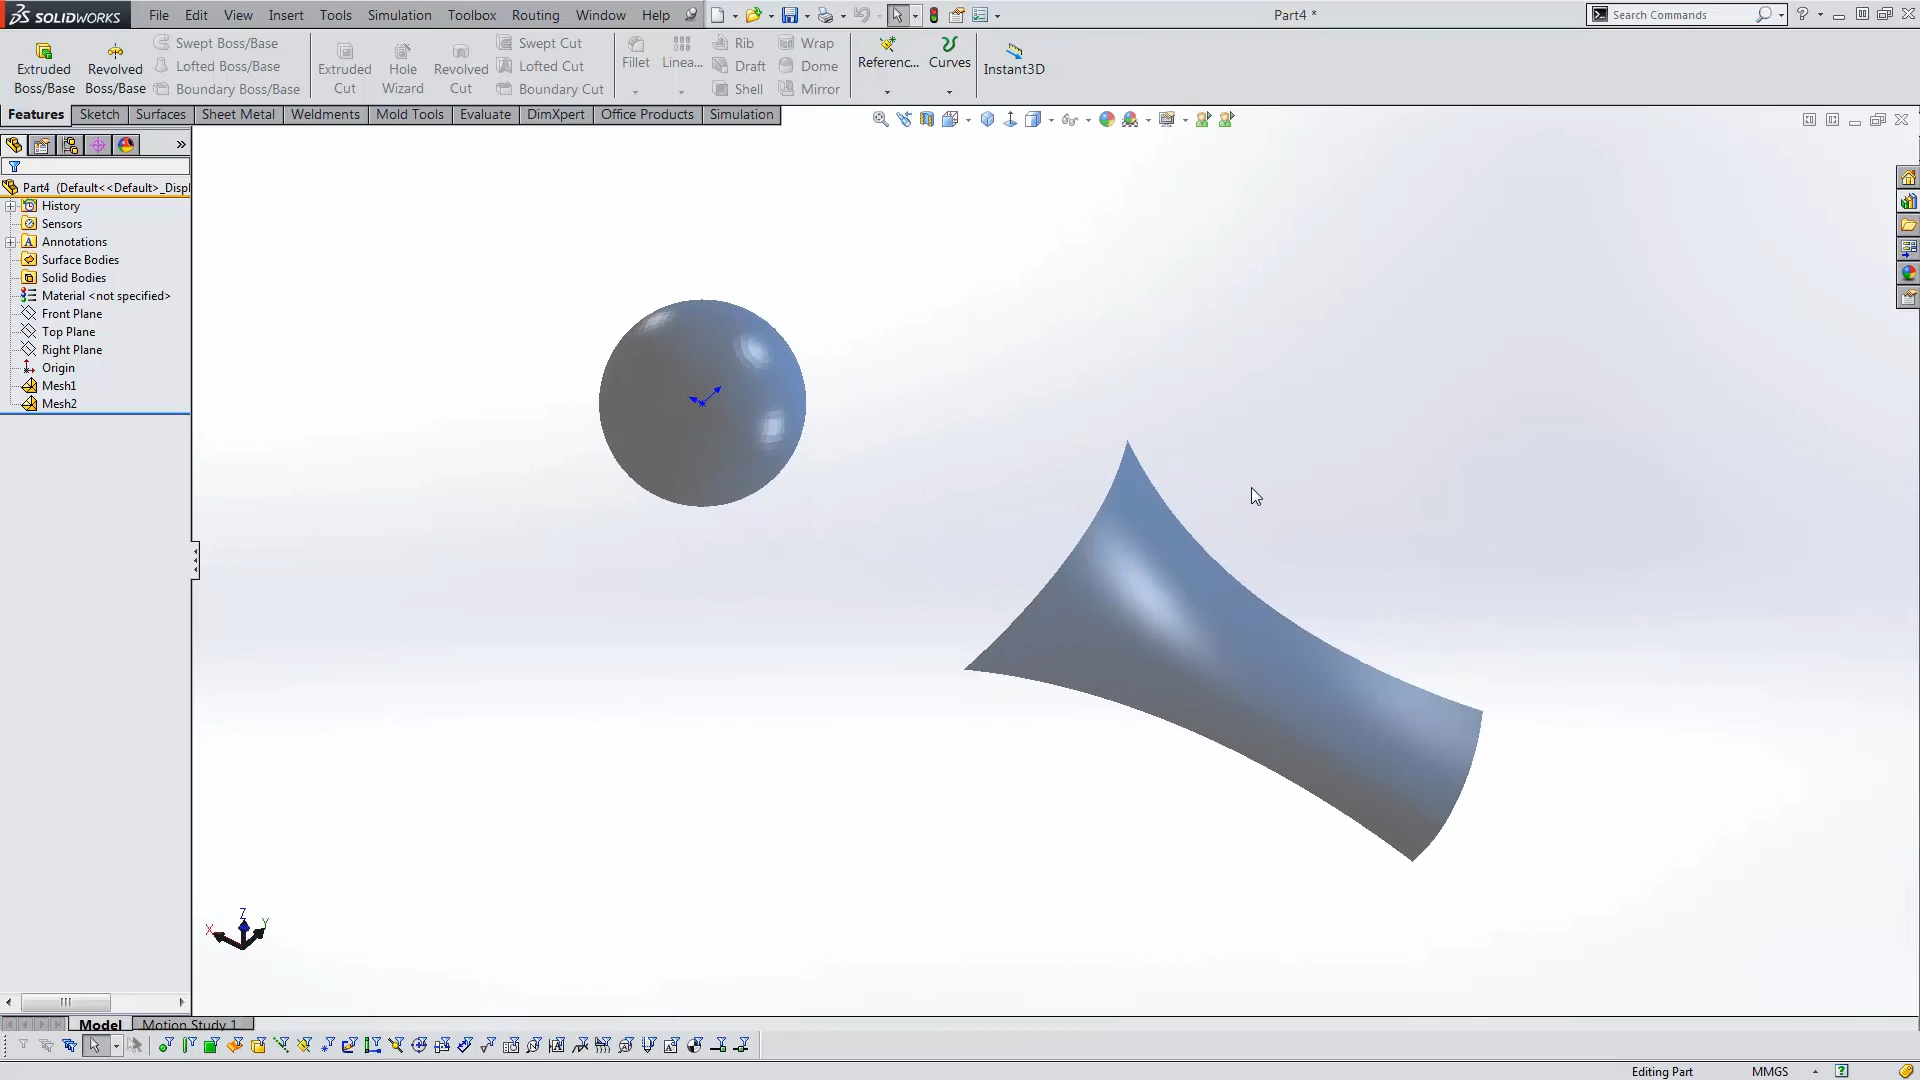 SOLIDWORKS File Edit View Insert Tools Simulation Toolbox Routing Window Help Part4 * Search Commands
Extruded Boss/Base
Revolved Boss/Base
Swept Boss/Base
Lofted Boss/Base
Boundary Boss/Base
Extruded Cut
Hole Wizard
Revolved Cut
Swept Cut
Lofted Cut
Boundary Cut
Fillet
Linea...
Rib
Draft
Shell
Wrap
Dome
Mirror
Referenc...
Curves
Instant3D
Features Sketch Surfaces Sheet Metal Weldments Mold Tools Evaluate DimXpert Office Products Simulation
Part4 (Default<<Default>_Displ
History
Sensors
Annotations
Surface Bodies
Solid Bodies
Material <not specified>
Front Plane
Top Plane
Right Plane
Origin
Mesh1
Mesh2
Z
X
Y
Model Motion Study 1
Editing Part MMGS